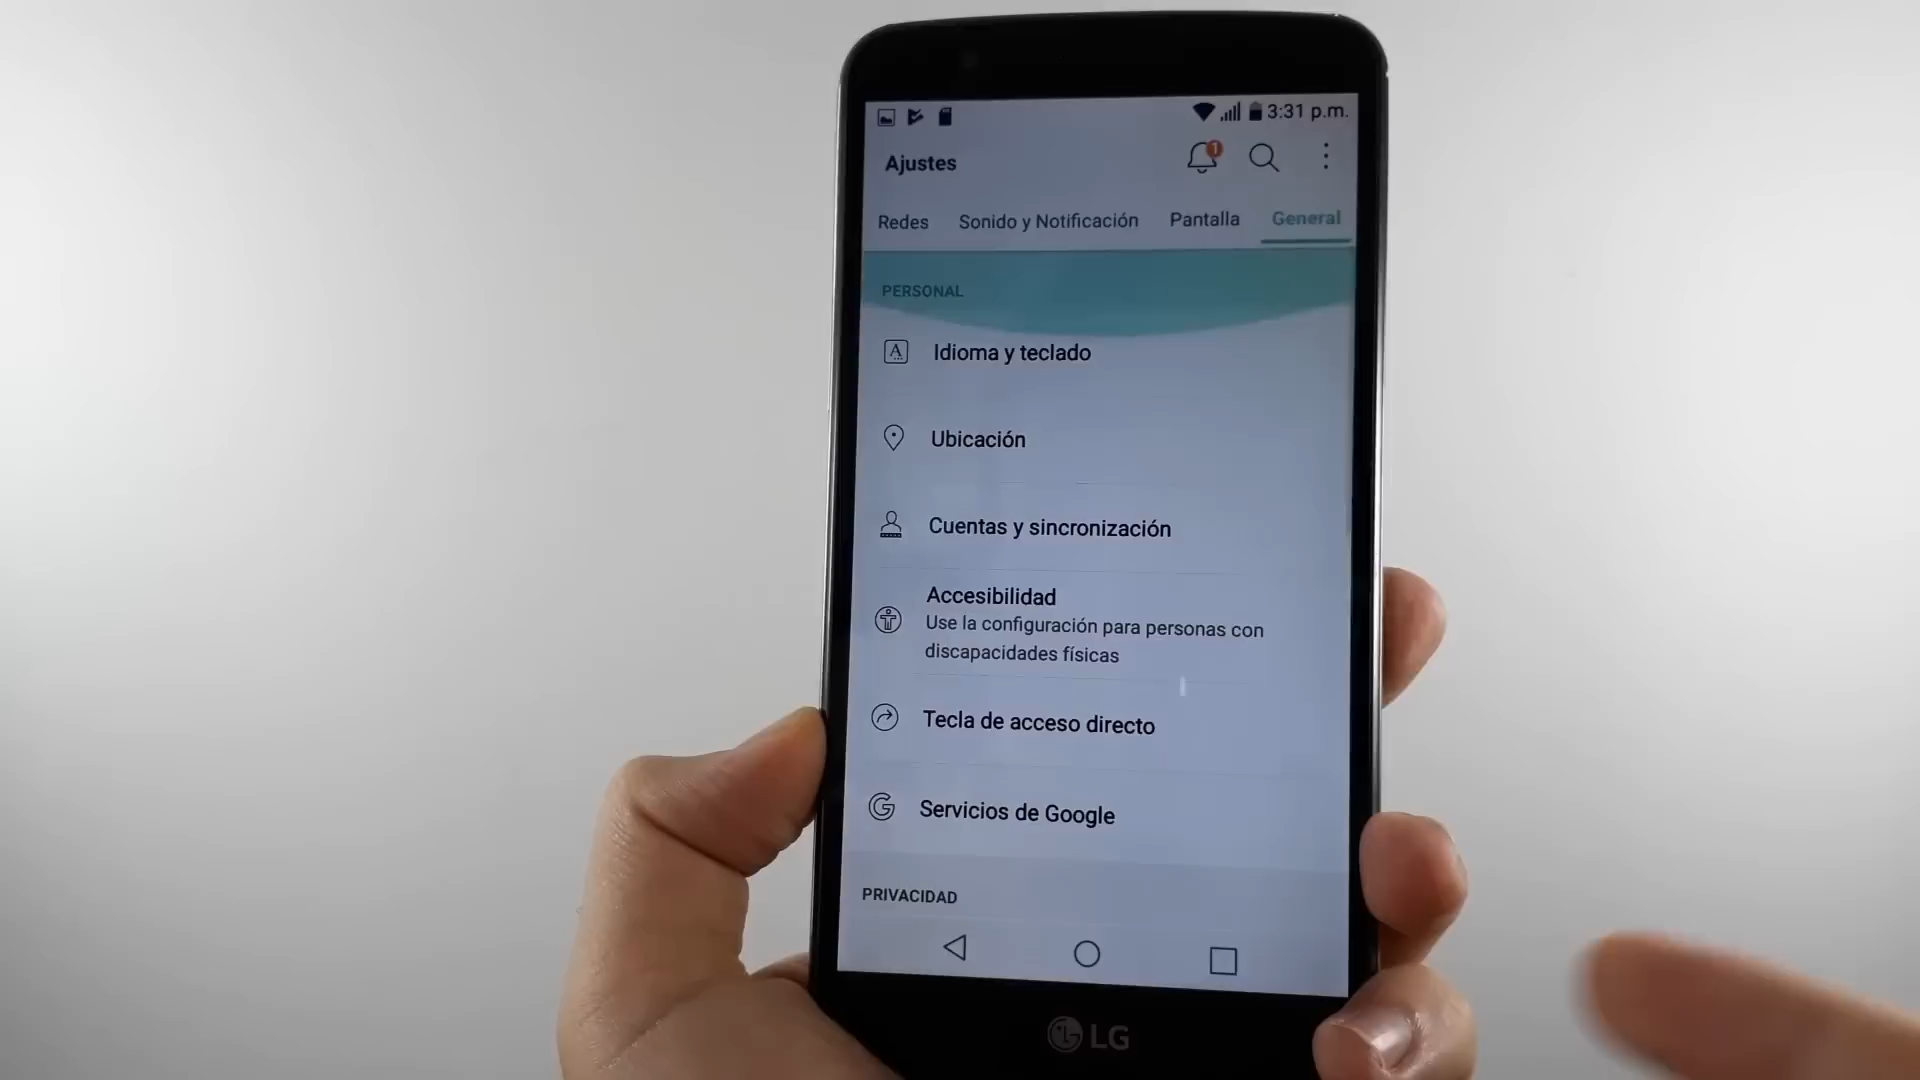 3:31 p.m.
Ajustes
1
Redes Sonido y Notificación Pantalla General
PERSONAL
Idioma y teclado
Ubicación
Cuentas y sincronización
Accesibilidad
Use la configuración para personas con
discapacidades físicas
Tecla de acceso directo
Servicios de Google
PRIVACIDAD
LG